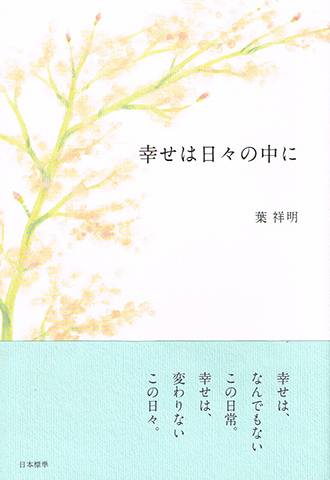 幸せは日々の中に
葉 祥明
幸せは、
なんでもない
この日常。
幸せは、
変わりない
この日々。
日本標準